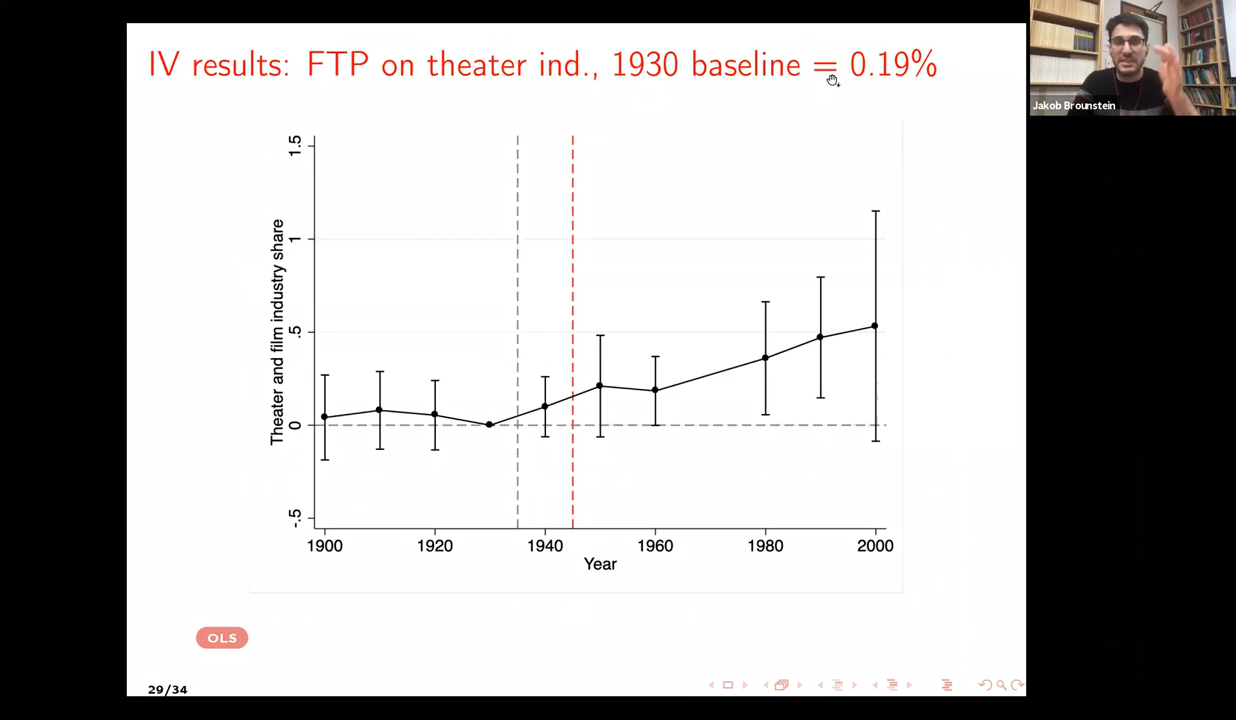 IV results: FTP on theater ind., 1930 baseline = 0.19%
Jakob Brounstein
Theater and film industry share
1.5
1
.5
0
-.5
1900 1920 1940 1960 1980 2000
Year
OLS
29/34